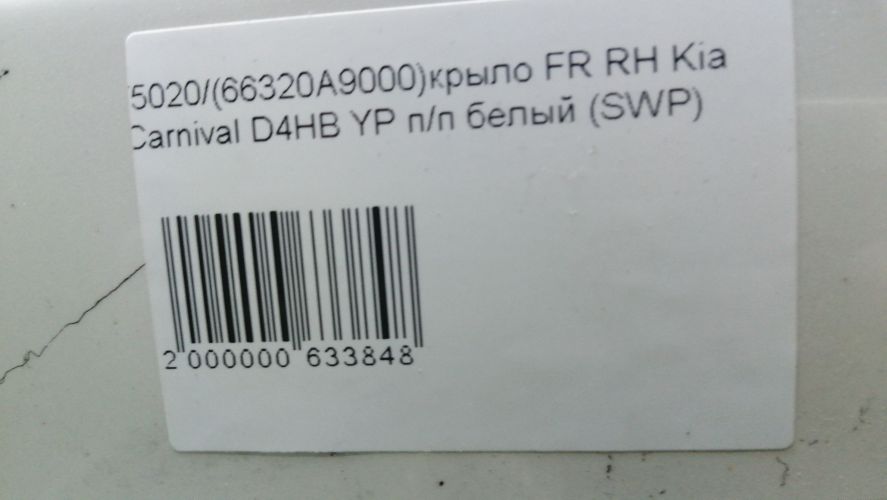 5020/(66320A9000)крыло FR RH Kia
Carnival D4HB YP п/п белый (SWP)
2 000000 633848